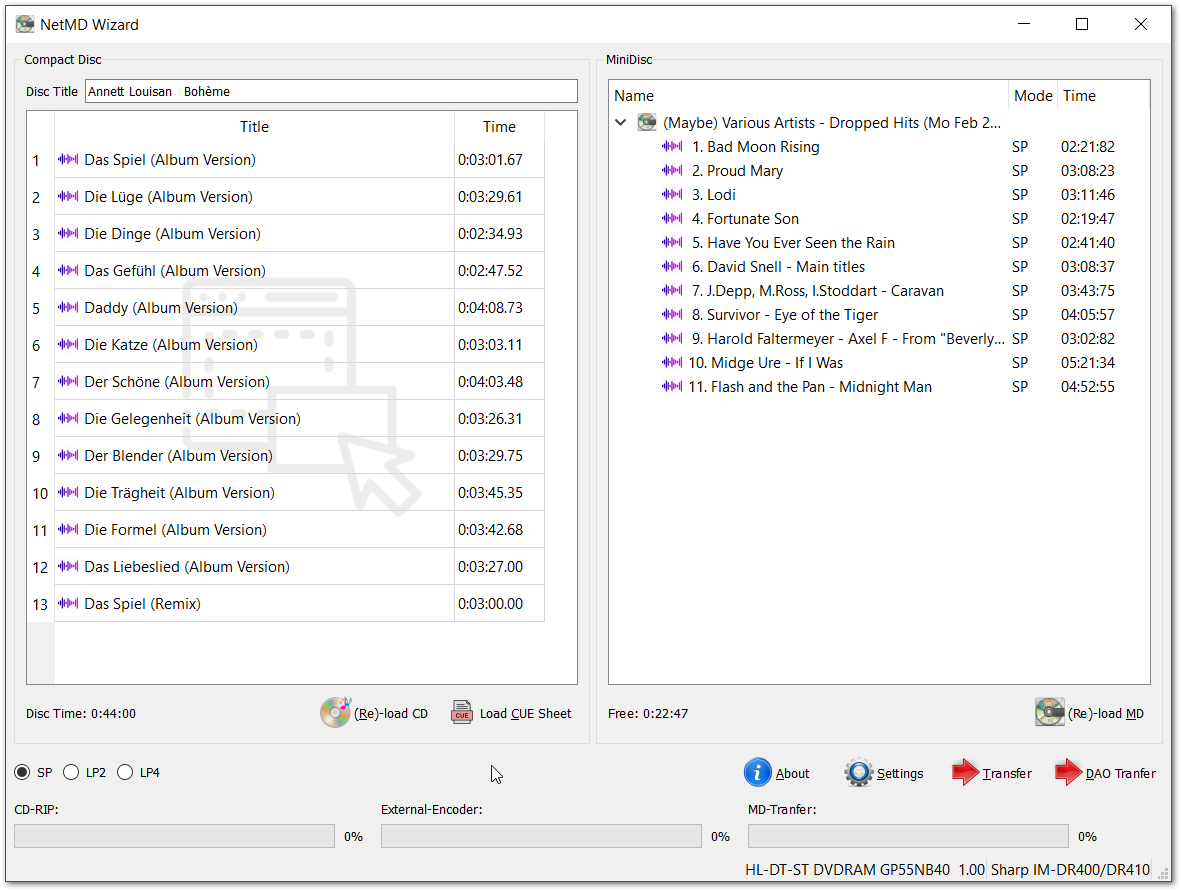 NetMD Wizard
Compact Disc
Disc Title Annett Louisan Bohème
Title Time
1 Das Spiel (Album Version) 0:03:01.67
2 Die Lüge (Album Version) 0:03:29.61
3 Die Dinge (Album Version) 0:02:34.93
4 Das Gefühl (Album Version) 0:02:47.52
5 Daddy (Album Version) 0:04:08.73
6 Die Katze (Album Version) 0:03:03.11
7 Der Schöne (Album Version) 0:04:03.48
8 Die Gelegenheit (Album Version) 0:03:26.31
9 Der Blender (Album Version) 0:03:29.75
10 Die Trägheit (Album Version) 0:03:45.35
11 Die Formel (Album Version) 0:03:42.68
12 Das Liebeslied (Album Version) 0:03:27.00
13 Das Spiel (Remix) 0:03:00.00
Disc Time: 0:44:00
(Re)-load CD
CUE
Load CUE Sheet
MiniDisc
Name Mode Time
(Maybe) Various Artists - Dropped Hits (Mo Feb 2...
1. Bad Moon Rising SP 02:21:82
2. Proud Mary SP 03:08:23
3. Lodi SP 03:11:46
4. Fortunate Son SP 02:19:47
5. Have You Ever Seen the Rain SP 02:41:40
6. David Snell - Main titles SP 03:08:37
7. J.Depp, M.Ross, I.Stoddart - Caravan SP 03:43:75
8. Survivor - Eye of the Tiger SP 04:05:57
9. Harold Faltermeyer - Axel F - From "Beverly... SP 03:02:82
10. Midge Ure - If I Was SP 05:21:34
11. Flash and the Pan - Midnight Man SP 04:52:55
Free: 0:22:47
(Re)-load MD
SP LP2 LP4
About Settings Transfer DAO Tranfer
CD-RIP: External-Encoder: MD-Tranfer:
0% 0% 0%
HL-DT-ST DVDRAM GP55NB40 1.00 Sharp IM-DR400/DR410